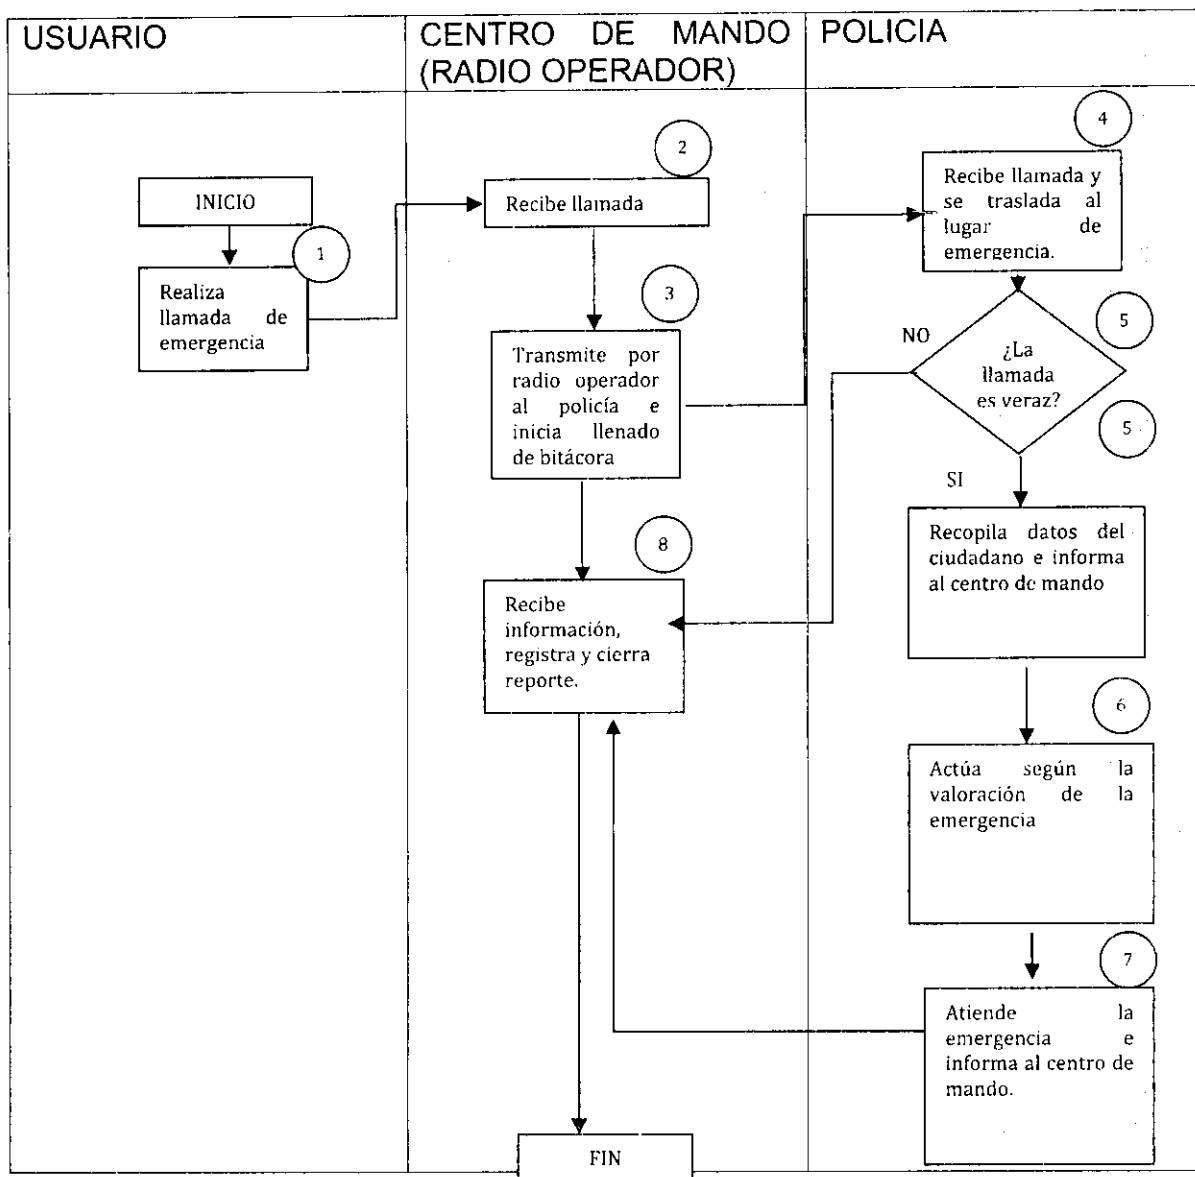 USUARIO
CENTRO DE MANDO
(RADIO OPERADOR)
POLICIA
INICIO
1
Realiza
llamada de
emergencia
2
Recibe llamada
3
Transmite por
radio operador
al policía e
inicia llenado
de bitácora
8
Recibe
información,
registra y cierra
reporte.
FIN
4
Recibe llamada y
se traslada al
lugar de
emergencia.
5
NO
¿La
llamada
es veraz?
5
SI
Recopila datos del
ciudadano e informa
al centro de mando
6
Actúa según la
valoración de la
emergencia
7
Atiende la
emergencia e
informa al centro de
mando.